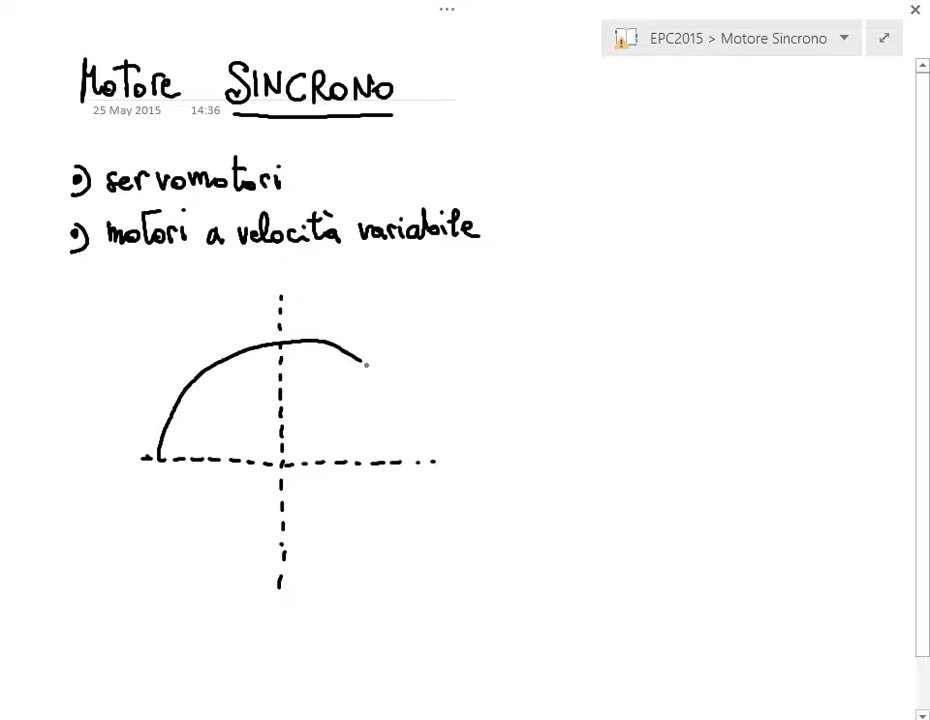 EPC2015 > Motore Sincrono
Motore SINCRONO
25 May 2015 14:36
•) servomotori
•) motori a velocità variabile